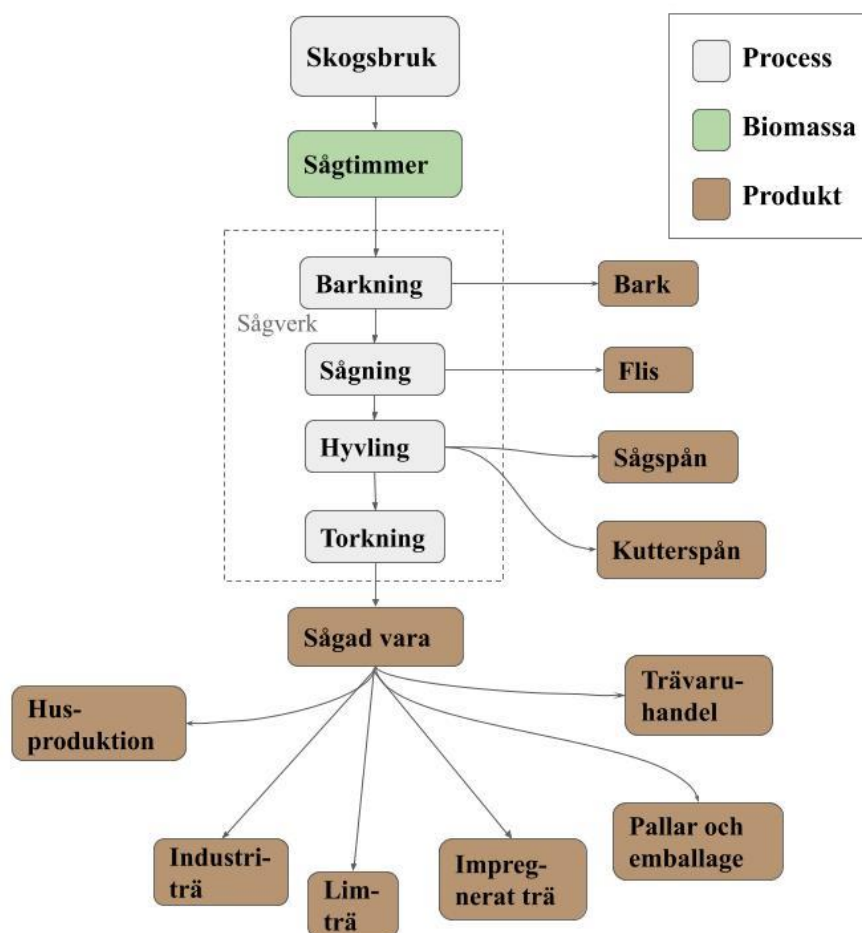 Skogsbruk
Process
Biomassa
Produkt
Sågtimmer
Sågverk
Barkning
Bark
Sågning
Flis
Hyvling
Sågspån
Kutterspån
Torkning
Sågad vara
Hus-
produktion
Trävaru-
handel
Industri-
trä
Lim-
trä
Impreg-
nerat trä
Pallar och
emballage